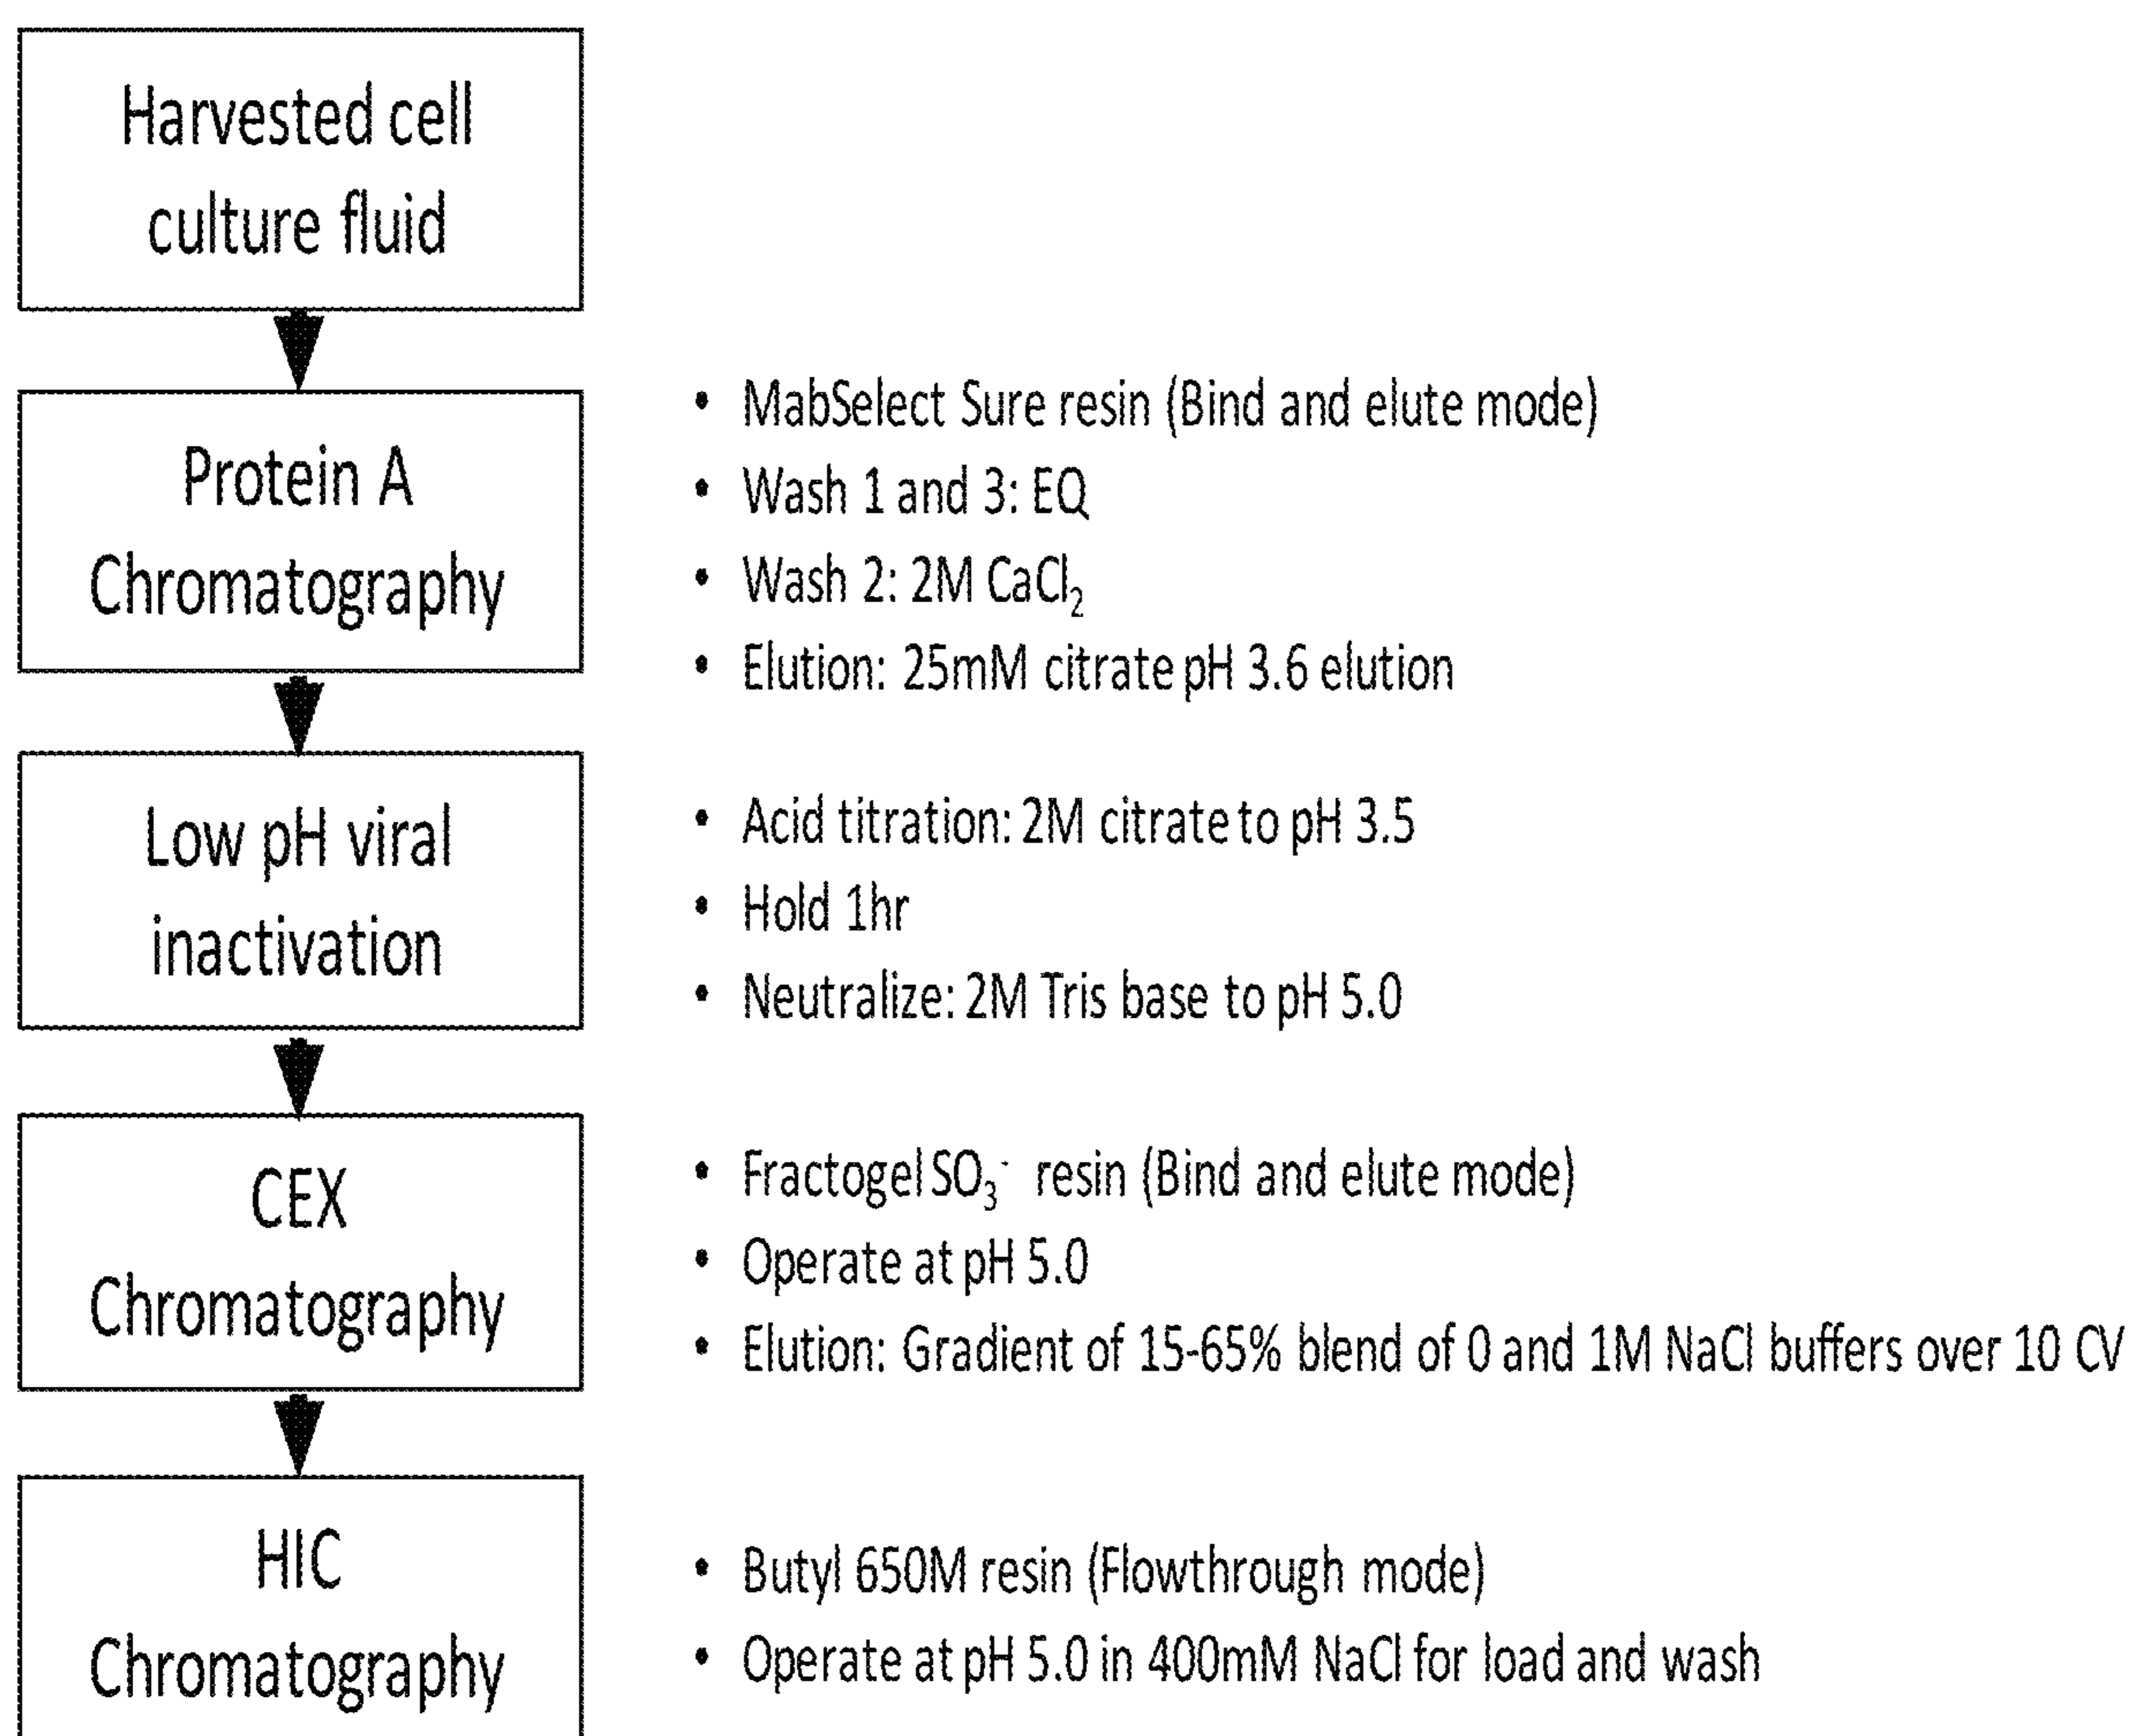 Harvested cell
culture fluid
Protein A
Chromatography
• MabSelect Sure resin (Bind and elute mode)
• Wash 1 and 3: EQ
• Wash 2: 2M CaCl₂
• Elution: 25mM citrate pH 3.6 elution
Low pH viral
inactivation
• Acid titration: 2M citrate to pH 3.5
• Hold 1hr
• Neutralize: 2M Tris base to pH 5.0
CEX
Chromatography
• Fractogel SO₃⁻ resin (Bind and elute mode)
• Operate at pH 5.0
• Elution: Gradient of 15-65% blend of 0 and 1M NaCl buffers over 10 CV
HIC
Chromatography
• Butyl 650M resin (Flowthrough mode)
• Operate at pH 5.0 in 400mM NaCl for load and wash